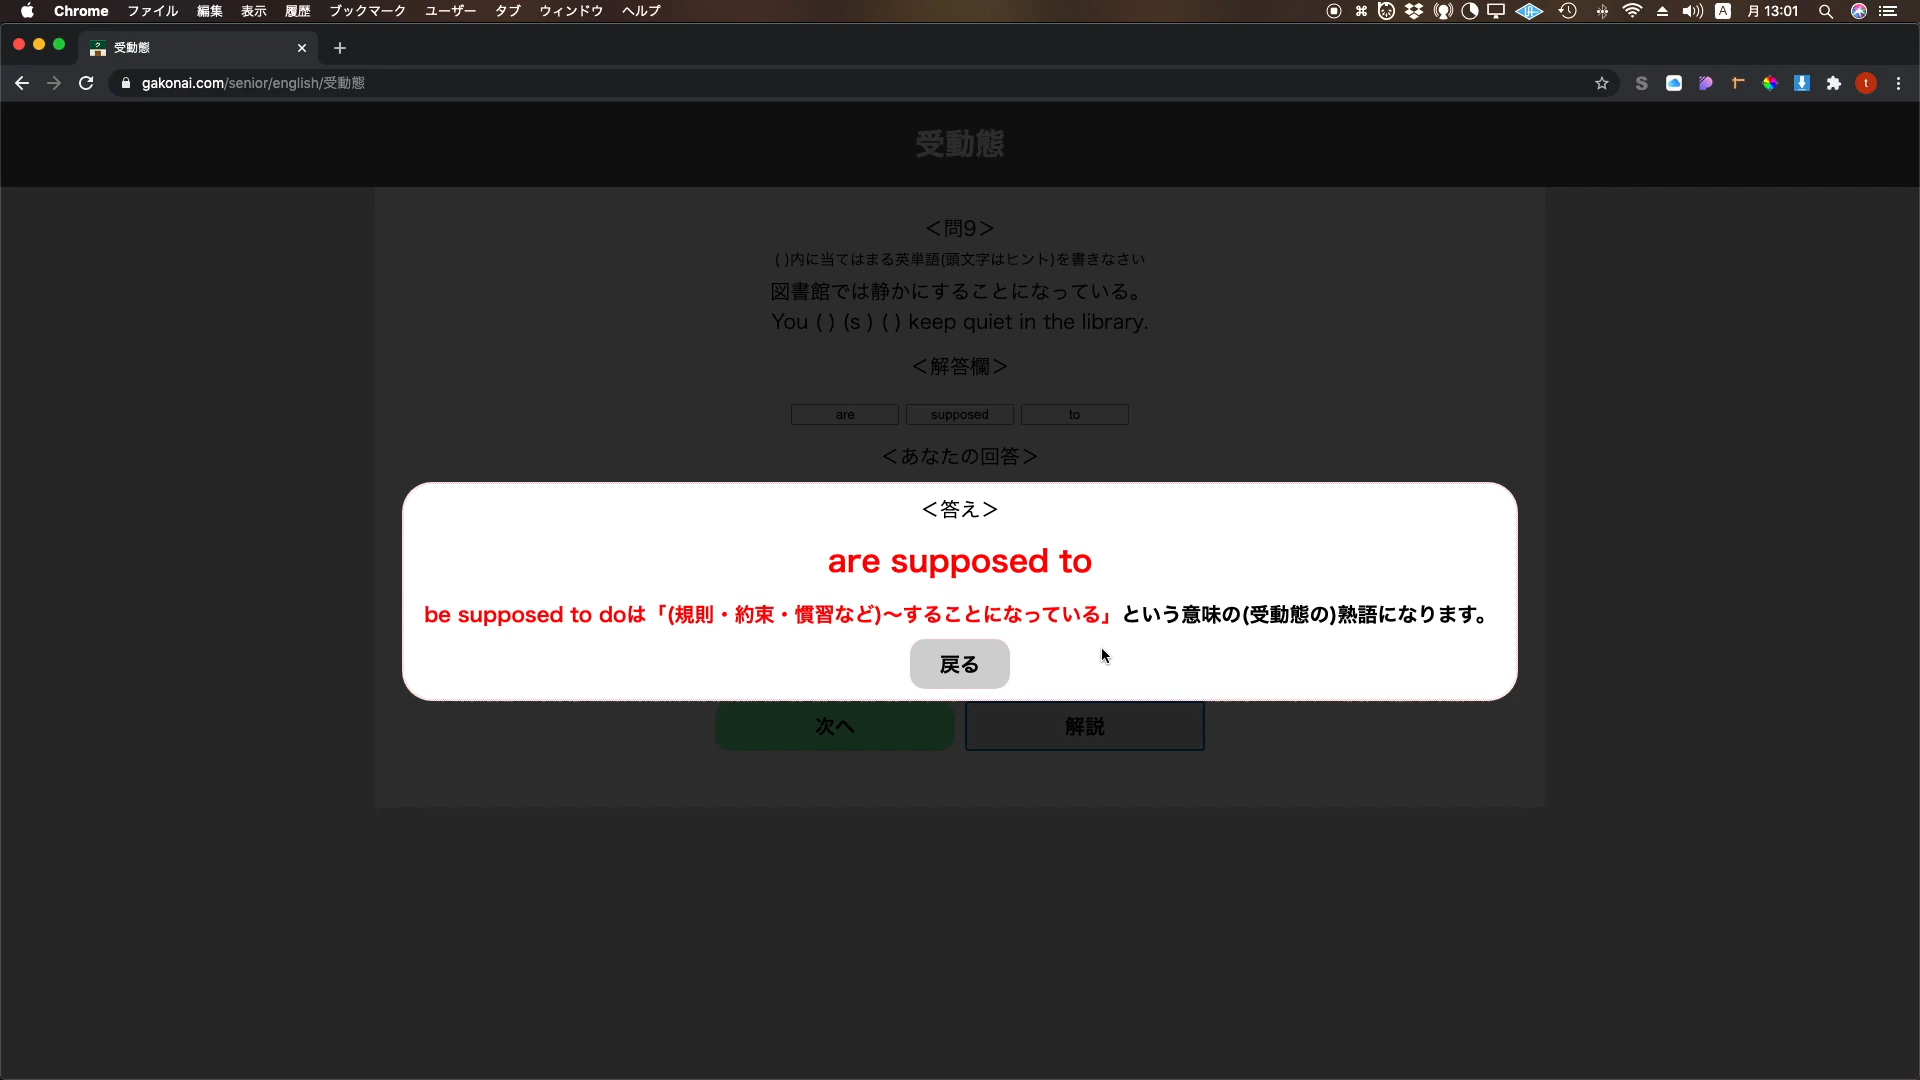 Chrome ファイル 編集 表示 履歴 ブックマーク ユーザー タブ ウィンドウ ヘルプ A 月 13:01
受動態
gakonai.com/senior/english/受動態 S t
受動態
＜問9＞
( )内に当てはまる英単語(頭文字はヒント)を書きなさい
図書館では静かにすることになっている。
You ( ) (s ) ( ) keep quiet in the library.
＜解答欄＞
are supposed to
＜あなたの回答＞
＜答え＞
are supposed to
be supposed to doは「(規則・約束・慣習など)〜することになっている」という意味の(受動態の)熟語になります。
戻る
次へ 解説